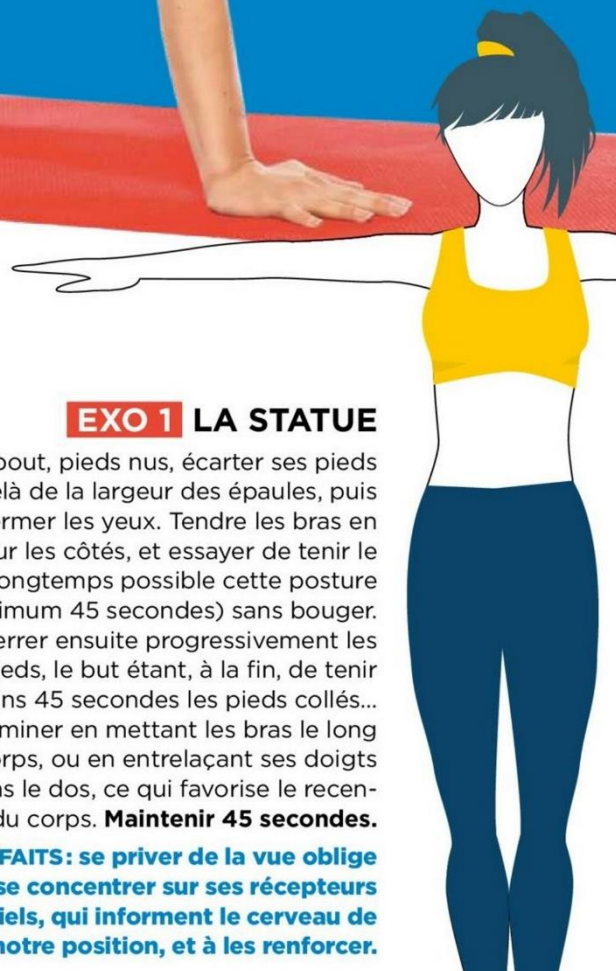 EXO 1 LA STATUE
bout, pieds nus, écarter ses pieds
là de la largeur des épaules, puis
rmer les yeux. Tendre les bras en
ur les côtés, et essayer de tenir le
ongtemps possible cette posture
imum 45 secondes) sans bouger.
errer ensuite progressivement les
eds, le but étant, à la fin, de tenir
ns 45 secondes les pieds collés...
miner en mettant les bras le long
rps, ou en entrelaçant ses doigts
s le dos, ce qui favorise le recen-
du corps. Maintenir 45 secondes.
FAITS: se priver de la vue oblige
se concentrer sur ses récepteurs
iels, qui informent le cerveau de
notre position, et à les renforcer.